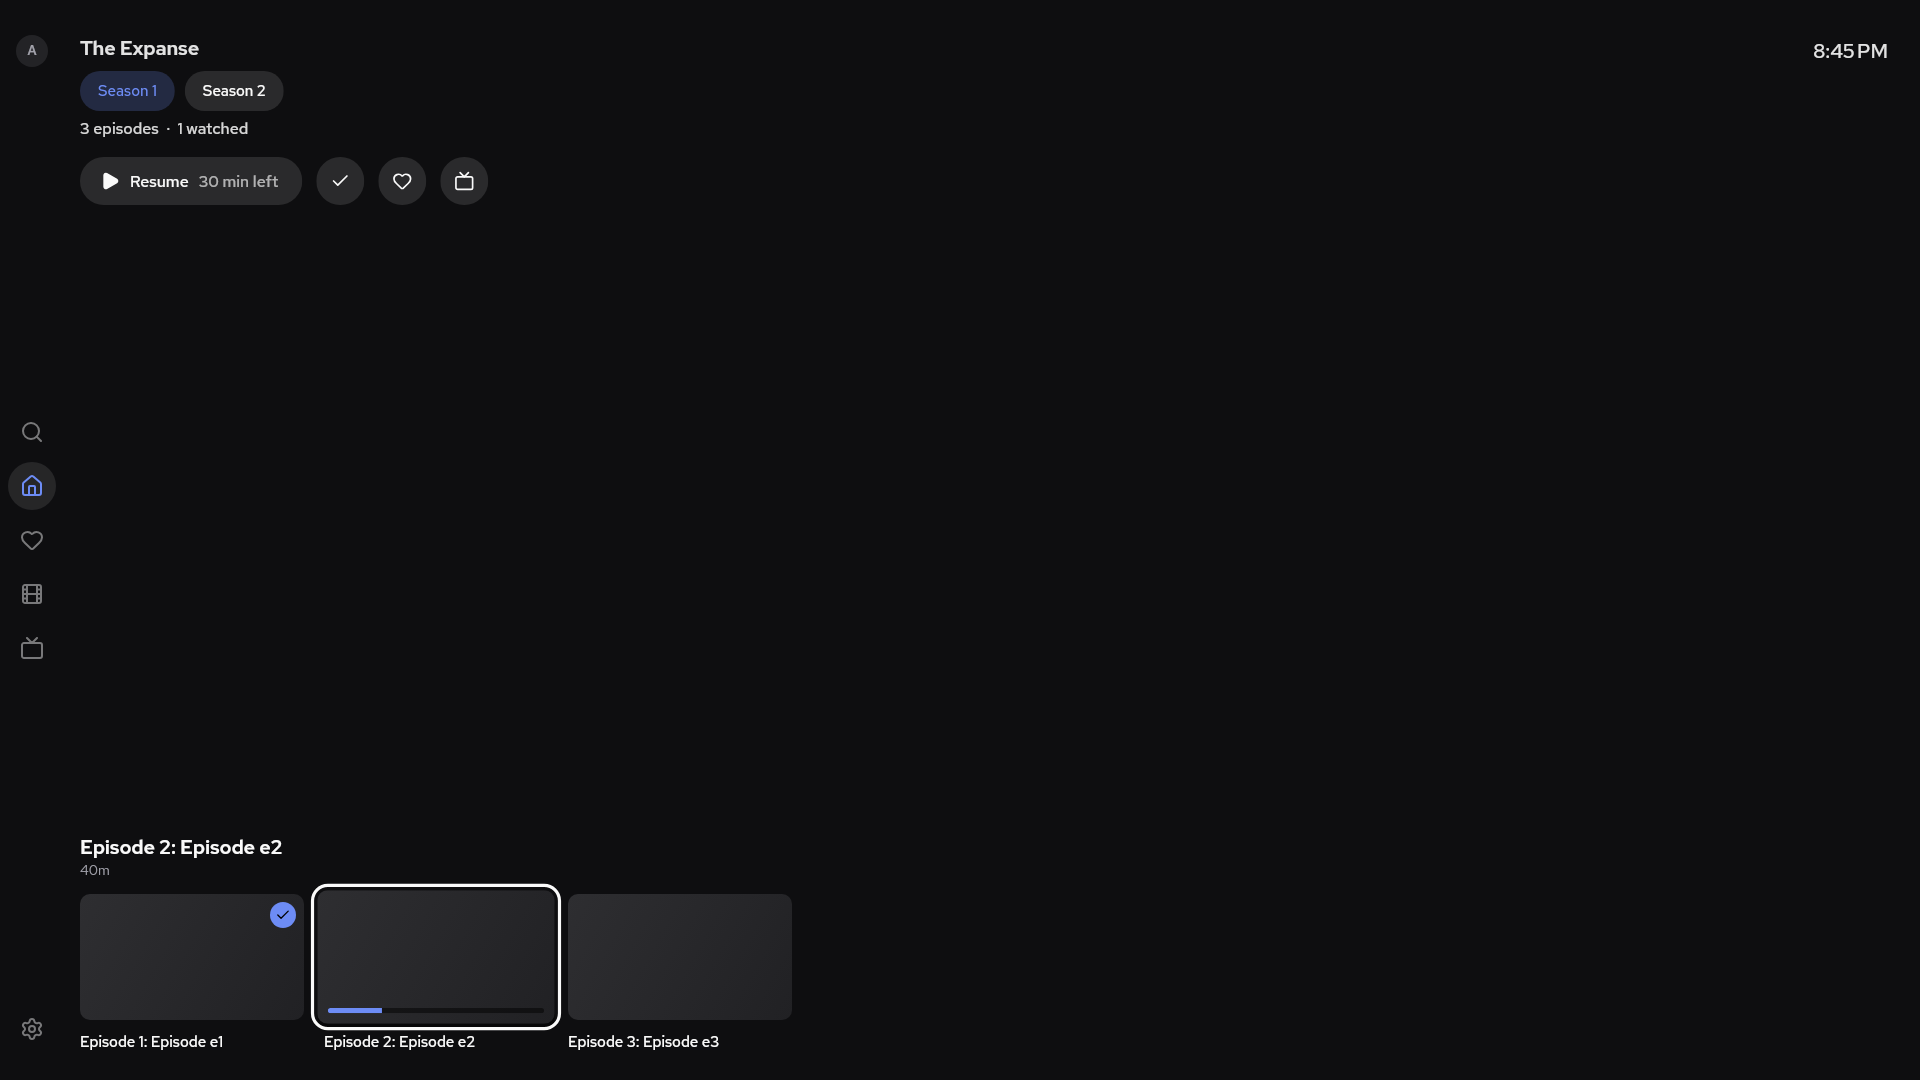 A
The Expanse
8:45 PM
Season 1
Season 2
3 episodes · 1 watched
Resume 30 min left
Episode 2: Episode e2
40m
Episode 1: Episode e1
Episode 2: Episode e2
Episode 3: Episode e3